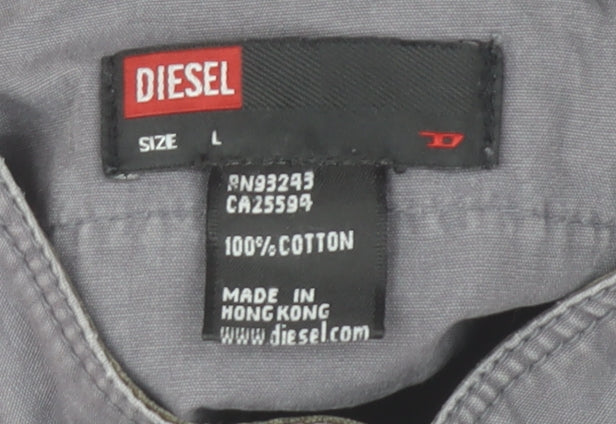 DIESEL
SIZE L
RN93243
CA25594
100% COTTON
MADE IN
HONG KONG
www.diesel.com